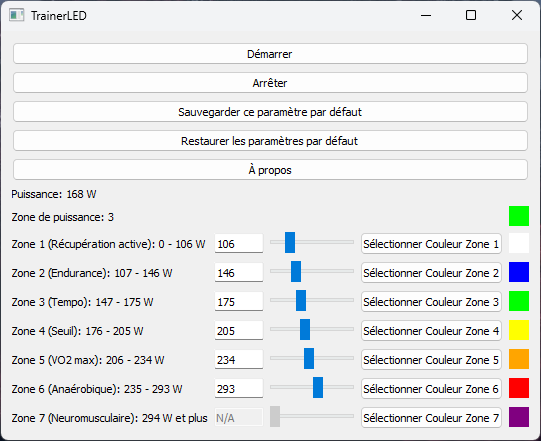 TrainerLED
Démarrer
Arrêter
Sauvegarder ce paramètre par défaut
Restaurer les paramètres par défaut
À propos
Puissance: 168 W
Zone de puissance: 3
Zone 1 (Récupération active): 0 - 106 W 106 Sélectionner Couleur Zone 1
Zone 2 (Endurance): 107 - 146 W 146 Sélectionner Couleur Zone 2
Zone 3 (Tempo): 147 - 175 W 175 Sélectionner Couleur Zone 3
Zone 4 (Seuil): 176 - 205 W 205 Sélectionner Couleur Zone 4
Zone 5 (VO2 max): 206 - 234 W 234 Sélectionner Couleur Zone 5
Zone 6 (Anaérobique): 235 - 293 W 293 Sélectionner Couleur Zone 6
Zone 7 (Neuromusculaire): 294 W et plus N/A Sélectionner Couleur Zone 7